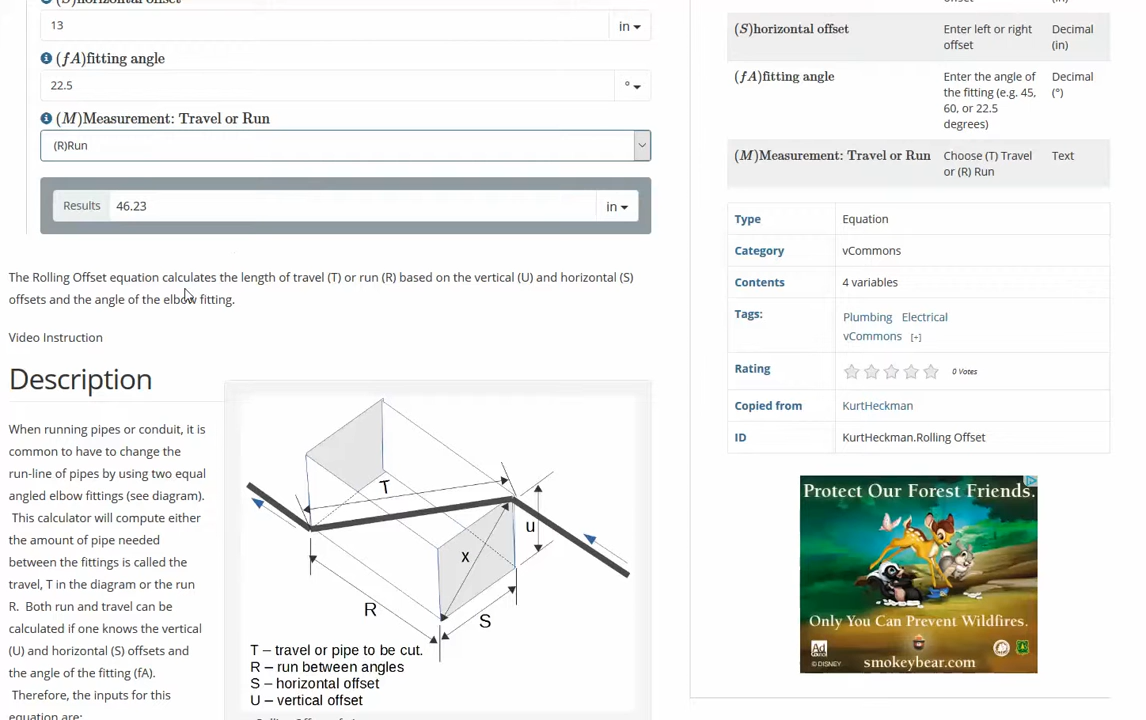 (S)horizontal offset
13
in
(fA)fitting angle
22.5
°
(M)Measurement: Travel or Run
(R)Run
Results 46.23 in
The Rolling Offset equation calculates the length of travel (T) or run (R) based on the vertical (U) and horizontal (S)
offsets and the angle of the elbow fitting.
Video Instruction
Description
When running pipes or conduit, it is
common to have to change the
run-line of pipes by using two equal
angled elbow fittings (see diagram).
This calculator will compute either
the amount of pipe needed
between the fittings is called the
travel, T in the diagram or the run
R. Both run and travel can be
calculated if one knows the vertical
(U) and horizontal (S) offsets and
the angle of the fitting (fA).
Therefore, the inputs for this
equation are:
T
u
x
R
S
T – travel or pipe to be cut.
R – run between angles
S – horizontal offset
U – vertical offset
offset (in)
(S)horizontal offset Enter left or right Decimal
offset (in)
(fA)fitting angle Enter the angle of Decimal
the fitting (e.g. 45, (°)
60, or 22.5
degrees)
(M)Measurement: Travel or Run Choose (T) Travel Text
or (R) Run
Type Equation
Category vCommons
Contents 4 variables
Tags: Plumbing Electrical
vCommons [+]
Rating 0 Votes
Copied from KurtHeckman
ID KurtHeckman.Rolling Offset
Protect Our Forest Friends.
Only You Can Prevent Wildfires.
Ad Council
© DISNEY
smokeybear.com